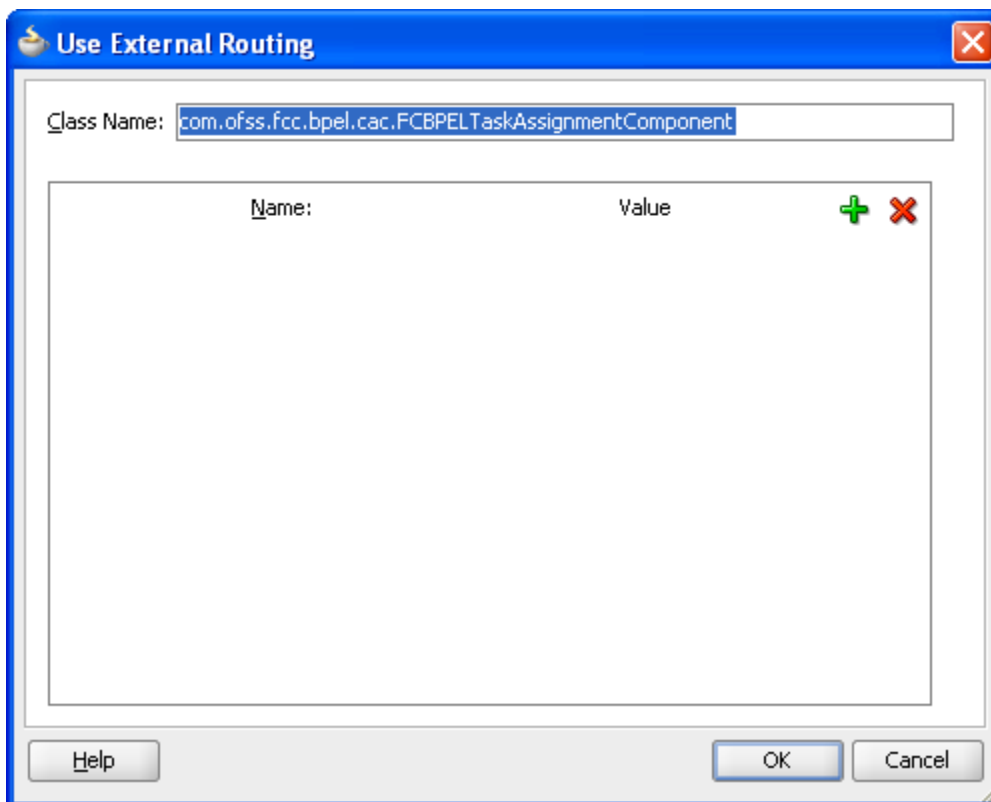 Use External Routing
Class Name: com.ofss.fcc.bpel.cac.FCBPELTaskAssignmentComponent
Name: Value
Help OK Cancel